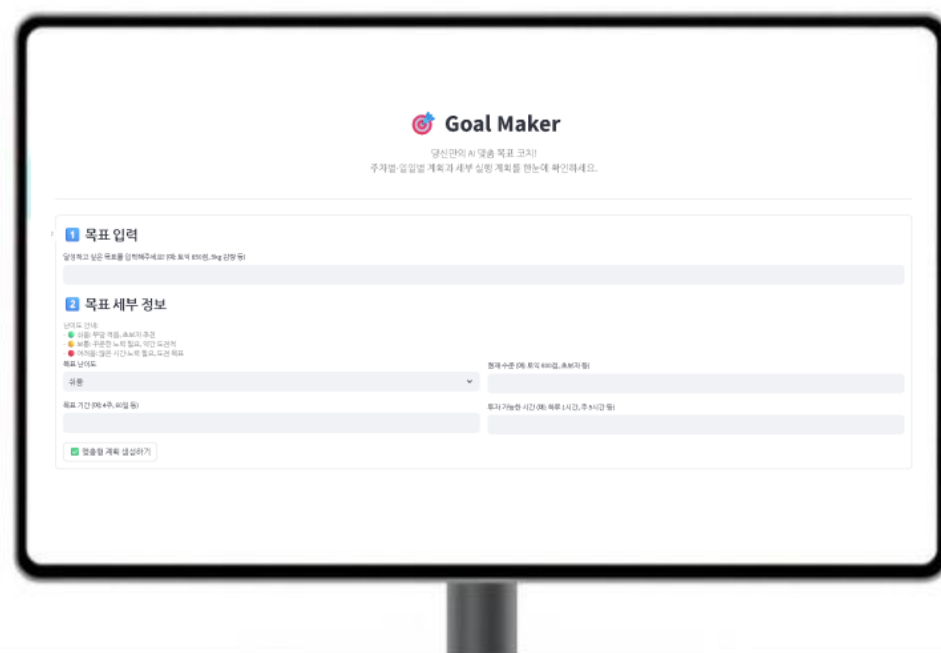 🎯 Goal Maker
당신만의 AI 맞춤 목표 코치!
주차별·일일별 계획과 세부 실행 계획를 한눈에 확인하세요.
1 목표 입력
달성하고 싶은 목표를 입력해주세요! (예: 토익 850점, 5kg 감량 등)
2 목표 세부 정보
난이도 안내:
- 🟢 쉬움: 부담 적음, 초보자 추천
- 🟡 보통: 꾸준한 노력 필요, 약간 도전적
- 🔴 어려움: 많은 시간·노력 필요, 도전 목표
목표 난이도
쉬움
현재 수준 (예: 토익 600점, 초보자 등)
목표 기간 (예: 4주, 60일 등)
투자 가능한 시간 (예: 하루 1시간, 주 5시간 등)
✅ 맞춤형 계획 생성하기